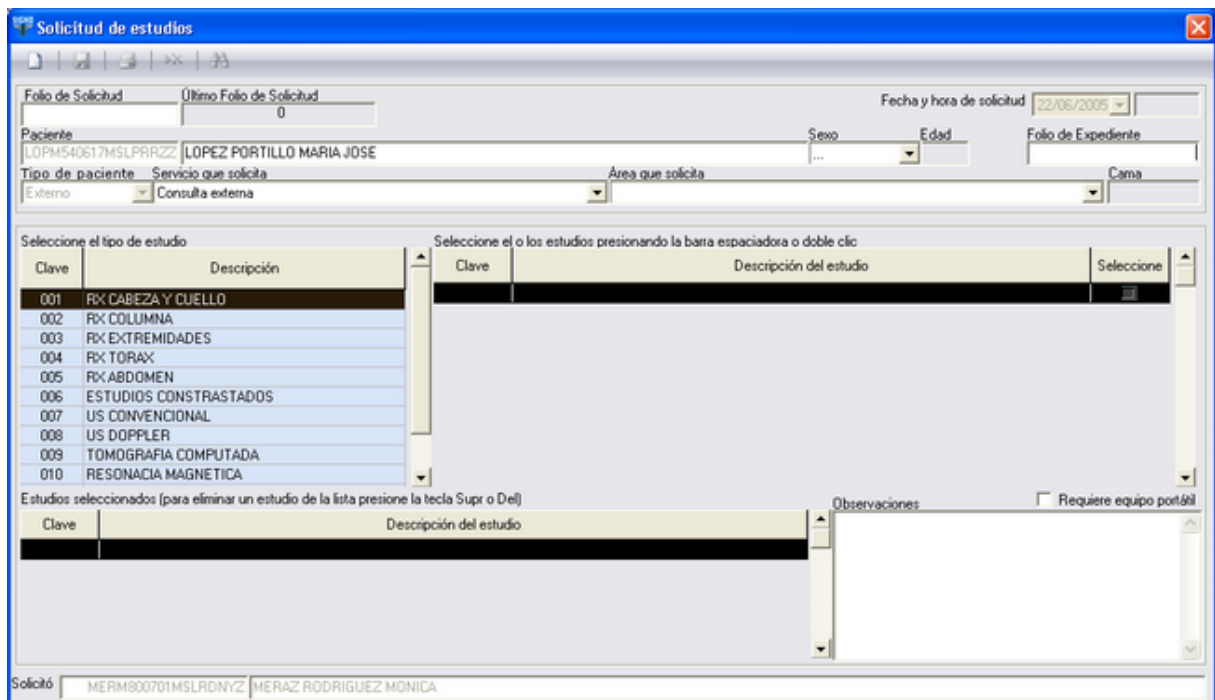 Solicitud de estudios
Folio de Solicitud Último Folio de Solicitud Fecha y hora de solicitud 22/06/2005
0
Paciente Sexo Edad Folio de Expediente
LOPM540617MSLPRRZZ LOPEZ PORTILLO MARIA JOSE ...
Tipo de paciente Servicio que solicita Área que solicita Cama
Externo Consulta externa
Seleccione el tipo de estudio Seleccione el o los estudios presionando la barra espaciadora o doble clic
Clave Descripción Clave Descripción del estudio Seleccione
001 RX CABEZA Y CUELLO
002 RX COLUMNA
003 RX EXTREMIDADES
004 RX TORAX
005 RX ABDOMEN
006 ESTUDIOS CONSTRASTADOS
007 US CONVENCIONAL
008 US DOPPLER
009 TOMOGRAFIA COMPUTADA
010 RESONACIA MAGNETICA
Estudios seleccionados (para eliminar un estudio de la lista presione la tecla Supr o Del) Observaciones Requiere equipo portátil
Clave Descripción del estudio
Solicitó MERM800701MSLRDNYZ MERAZ RODRIGUEZ MONICA